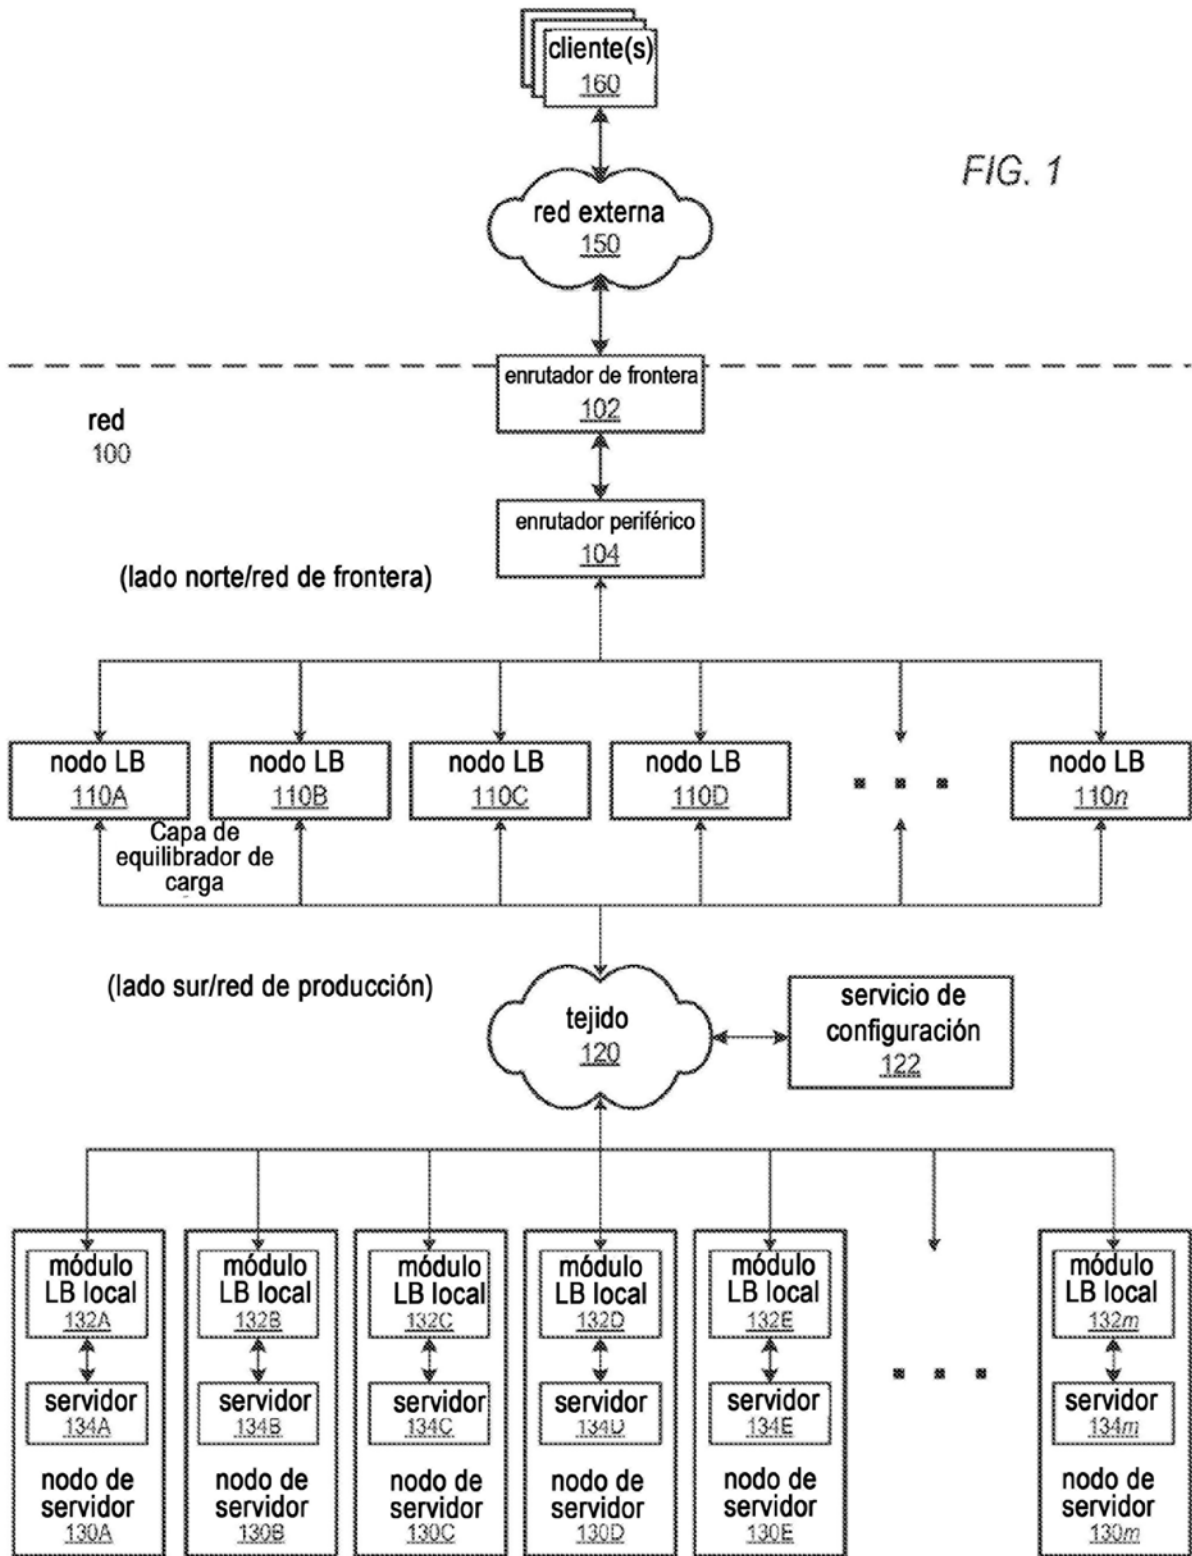 cliente(s)
160
FIG. 1
red externa
150
enrutador de frontera
102
red
100
enrutador periférico
104
(lado norte/red de frontera)
nodo LB
110A
nodo LB
110B
nodo LB
110C
nodo LB
110D
nodo LB
110n
Capa de
equilibrador de
carga
(lado sur/red de producción)
tejido
120
servicio de
configuración
122
módulo
LB local
132A
servidor
134A
nodo de
servidor
130A
módulo
LB local
132B
servidor
134B
nodo de
servidor
130B
módulo
LB local
132C
servidor
134C
nodo de
servidor
130C
módulo
LB local
132D
servidor
134D
nodo de
servidor
130D
módulo
LB local
132E
servidor
134E
nodo de
servidor
130E
módulo
LB local
132m
servidor
134m
nodo de
servidor
130m